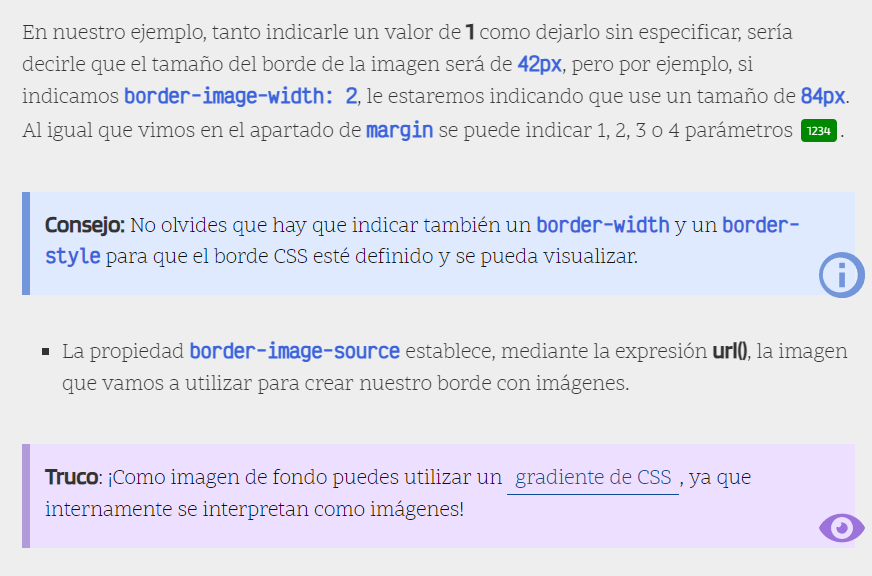 En nuestro ejemplo, tanto indicarle un valor de 1 como dejarlo sin especificar, sería
decirle que el tamaño del borde de la imagen será de 42px, pero por ejemplo, si
indicamos border-image-width: 2, le estaremos indicando que use un tamaño de 84px.
Al igual que vimos en el apartado de margin se puede indicar 1, 2, 3 o 4 parámetros 1234 .
Consejo: No olvides que hay que indicar también un border-width y un border-
style para que el borde CSS esté definido y se pueda visualizar.
▪ La propiedad border-image-source establece, mediante la expresión url(), la imagen
que vamos a utilizar para crear nuestro borde con imágenes.
Truco: ¡Como imagen de fondo puedes utilizar un gradiente de CSS , ya que
internamente se interpretan como imágenes!